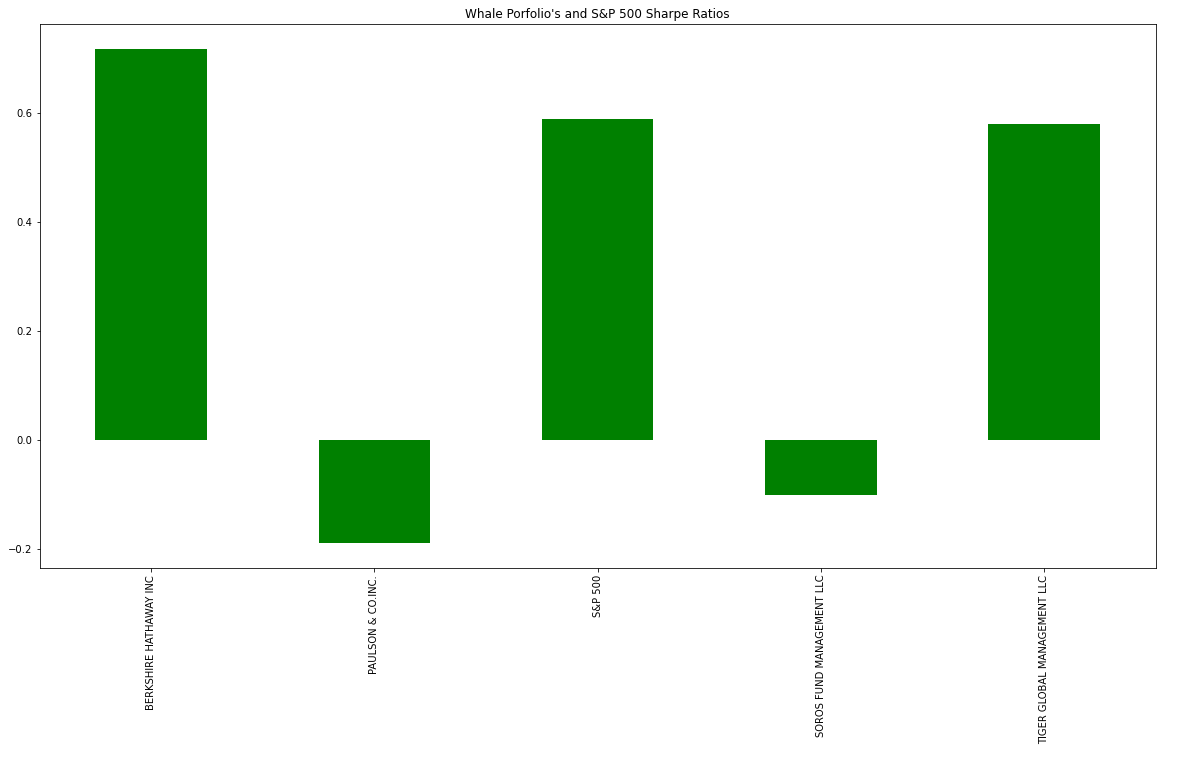 Whale Porfolio's and S&P 500 Sharpe Ratios
0.6
0.4
0.2
0.0
−0.2
BERKSHIRE HATHAWAY INC
PAULSON & CO.INC.
S&P 500
SOROS FUND MANAGEMENT LLC
TIGER GLOBAL MANAGEMENT LLC